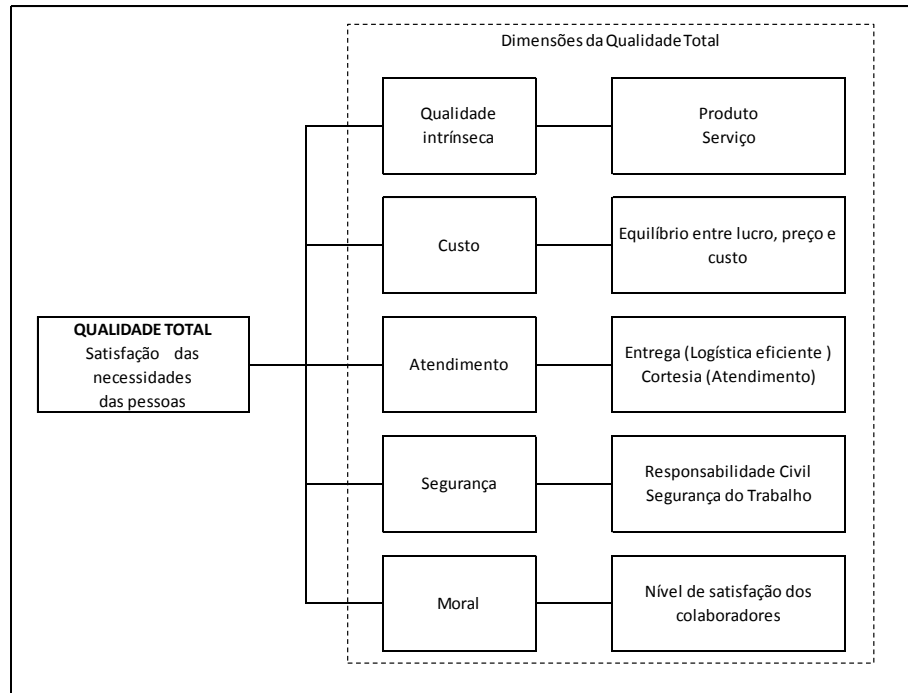 Dimensões da Qualidade Total
Qualidade
intrínseca
Produto
Serviço
Custo
Equilíbrio entre lucro, preço e
custo
QUALIDADE TOTAL
Satisfação das
necessidades
das pessoas
Atendimento
Entrega (Logística eficiente )
Cortesia (Atendimento)
Segurança
Responsabilidade Civil
Segurança do Trabalho
Moral
Nível de satisfação dos
colaboradores